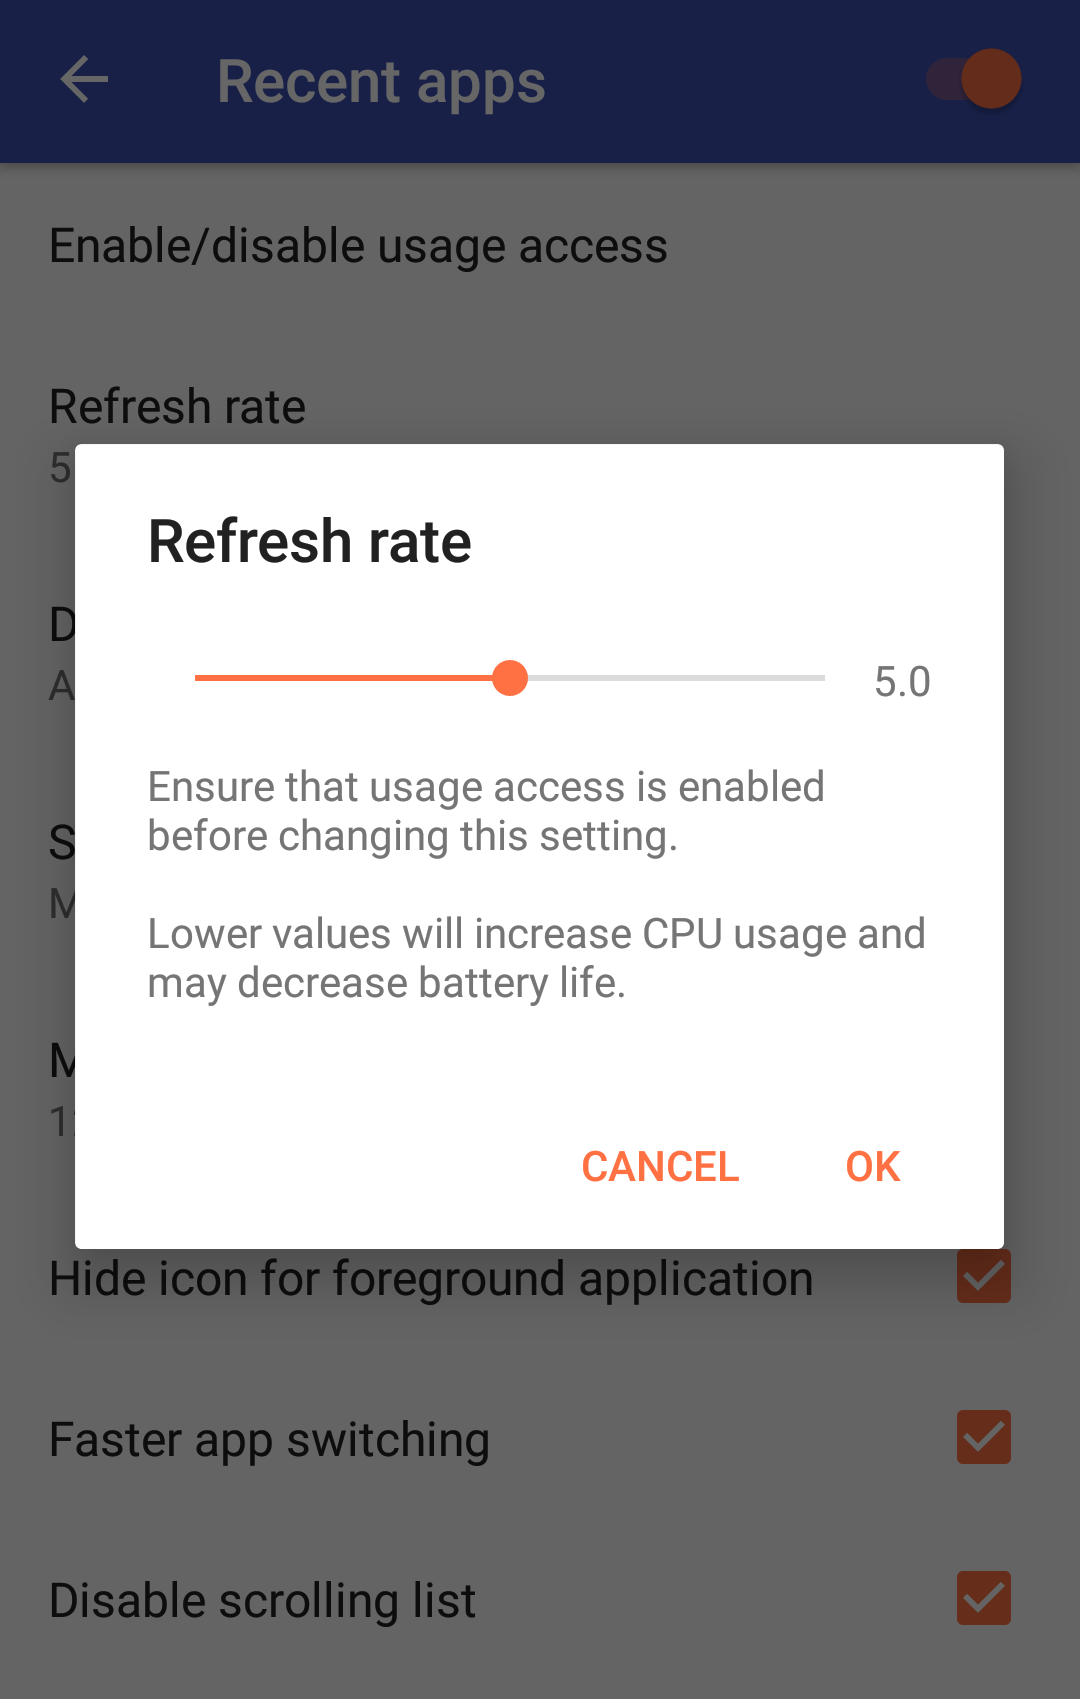 Recent apps
Enable/disable usage access
Refresh rate
5
Refresh rate
5.0
Ensure that usage access is enabled
before changing this setting.
Lower values will increase CPU usage and
may decrease battery life.
CANCEL OK
Hide icon for foreground application
Faster app switching
Disable scrolling list